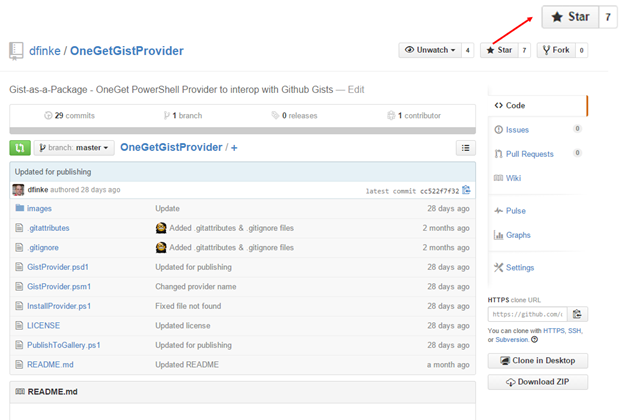 Star 7
dfinke / OneGetGistProvider
Unwatch 4 Star 7 Fork 0
Gist-as-a-Package - OneGet PowerShell Provider to interop with Github Gists — Edit
29 commits 1 branch 0 releases 1 contributor
branch: master OneGetGistProvider / +
Updated for publishing
dfinke authored 28 days ago latest commit cc522f7f32
images Update 28 days ago
.gitattributes Added .gitattributes & .gitignore files 2 months ago
.gitignore Added .gitattributes & .gitignore files 2 months ago
GistProvider.psd1 Updated for publishing 28 days ago
GistProvider.psm1 Changed provider name 28 days ago
InstallProvider.ps1 Fixed file not found 28 days ago
LICENSE Updated license 28 days ago
PublishToGallery.ps1 Updated for publishing 28 days ago
README.md Updated README a month ago
README.md
Code
Issues 0
Pull Requests 0
Wiki
Pulse
Graphs
Settings
HTTPS clone URL
https://github.com/
You can clone with HTTPS, SSH,
or Subversion.
Clone in Desktop
Download ZIP